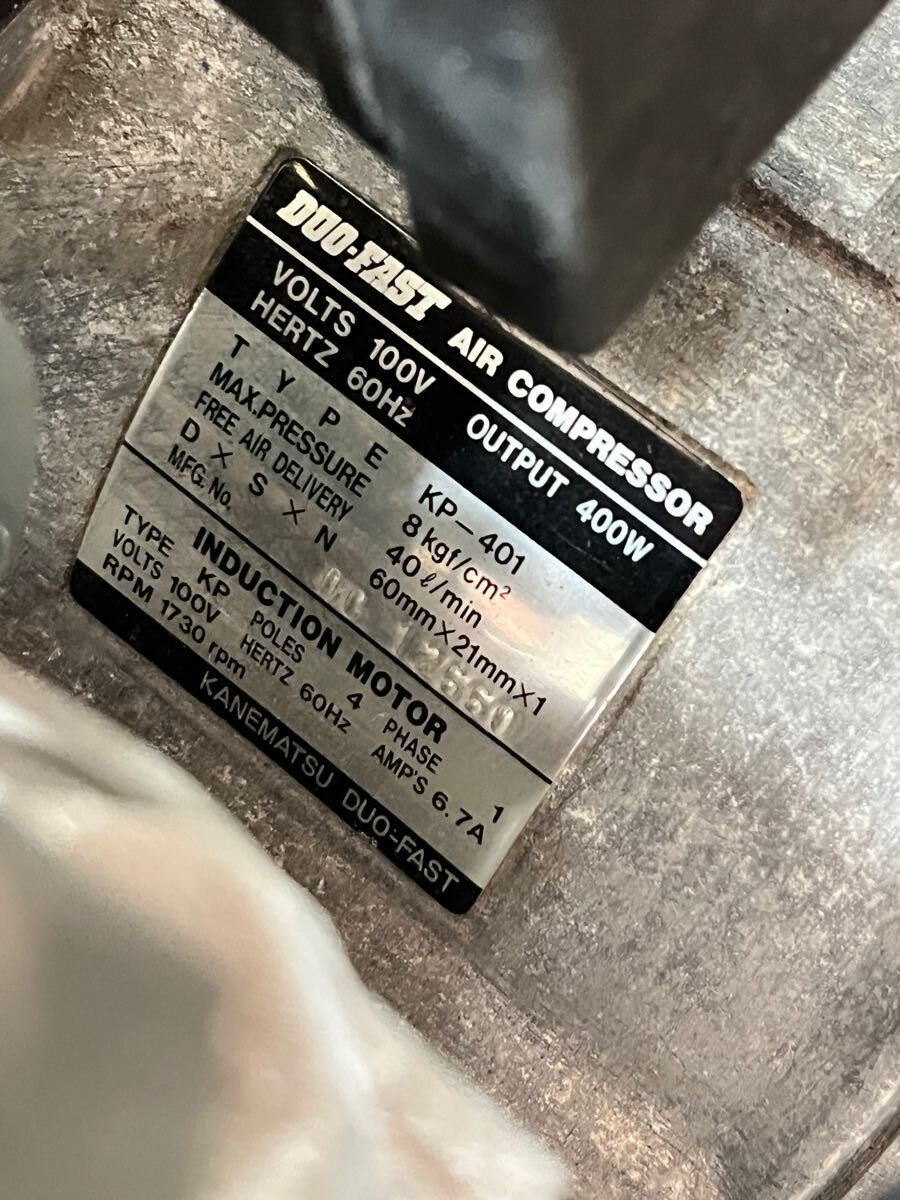 DUO-FAST AIR COMPRESSOR
VOLTS 100V OUTPUT 400W
HERTZ 60Hz
TYPE KP-401
MAX.PRESSURE 8kgf/cm²
FREE AIR DELIVERY 40ℓ/min
D×S×N 60mm×21mm×1
MFG.No.
INDUCTION MOTOR
TYPE KP POLES 4 PHASE 1
VOLTS 100V HERTZ 60Hz AMP'S 6.7A
RPM 1730 rpm
KANEMATSU DUO-FAST